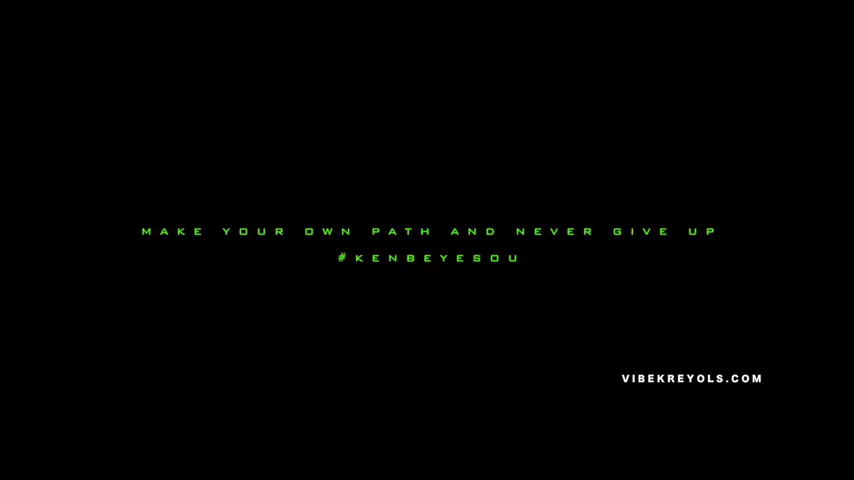 MAKE YOUR OWN PATH AND NEVER GIVE UP
#KENBEYESOU
VIBEKREYOLS.COM